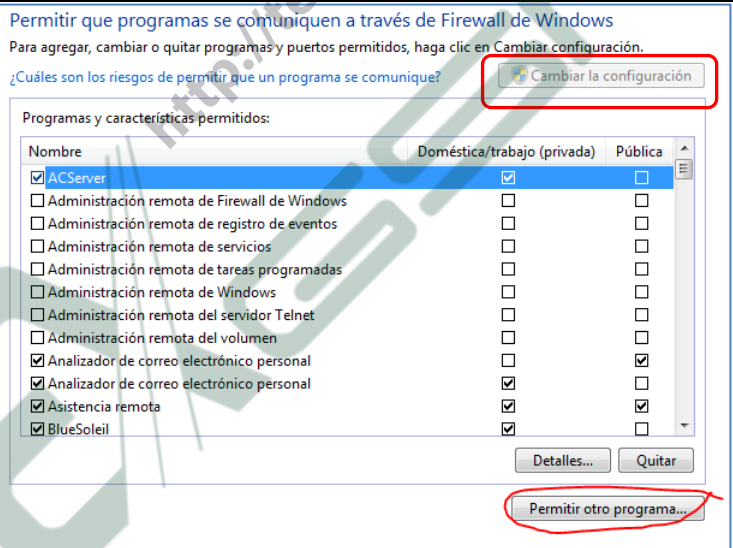 Permitir que programas se comuniquen a través de Firewall de Windows
Para agregar, cambiar o quitar programas y puertos permitidos, haga clic en Cambiar configuración.
¿Cuáles son los riesgos de permitir que un programa se comunique?
Cambiar la configuración
Programas y características permitidos:
Nombre Doméstica/trabajo (privada) Pública
ACServer
Administración remota de Firewall de Windows
Administración remota de registro de eventos
Administración remota de servicios
Administración remota de tareas programadas
Administración remota de Windows
Administración remota del servidor Telnet
Administración remota del volumen
Analizador de correo electrónico personal
Analizador de correo electrónico personal
Asistencia remota
BlueSoleil
Detalles... Quitar
Permitir otro programa...